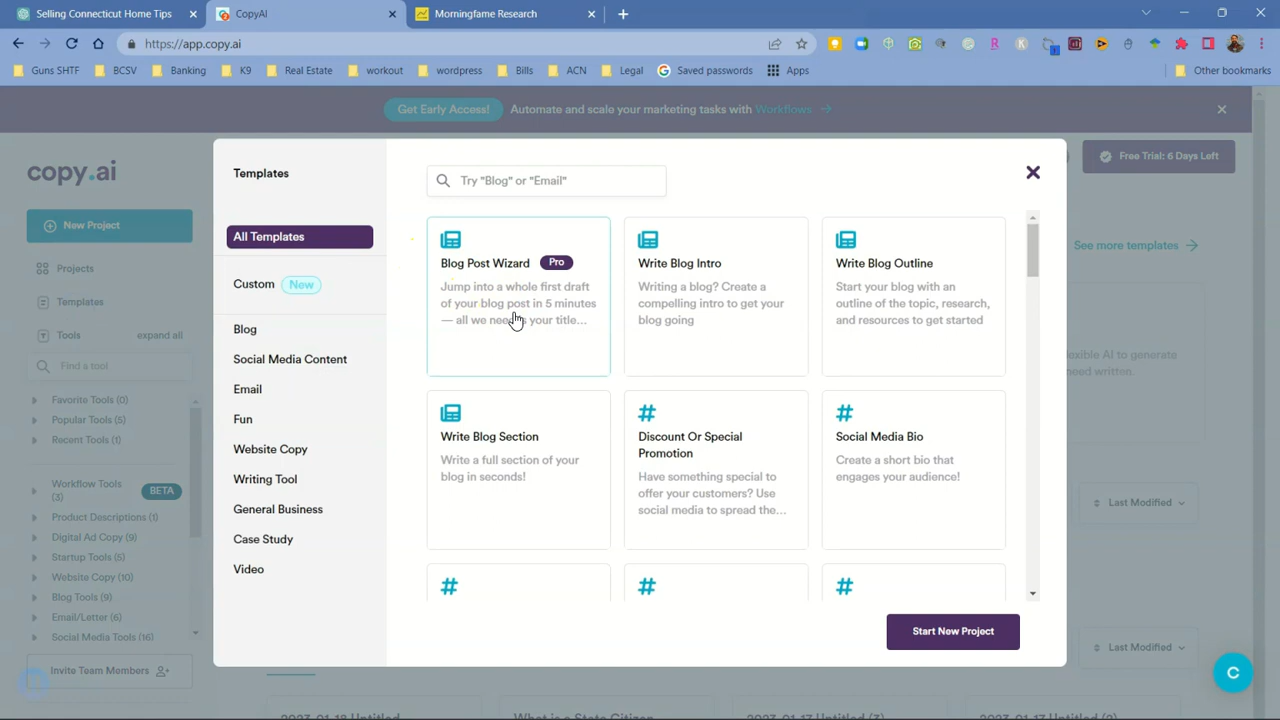 Selling Connecticut Home Tips
CopyAI
Morningfame Research
https://app.copy.ai
Guns SHTF
BCSV
Banking
K9
Real Estate
workout
wordpress
Bills
ACN
Legal
Saved passwords
Apps
Other bookmarks
Get Early Access!
Automate and scale your marketing tasks with Workflows
copy.ai
Free Trial: 6 Days Left
New Project
Projects
Templates
Tools
expand all
Find a tool
Favorite Tools (0)
Popular Tools (5)
Recent Tools (1)
Workflow Tools
(3)
BETA
Product Descriptions (1)
Digital Ad Copy (9)
Startup Tools (5)
Website Copy (10)
Blog Tools (9)
Email/Letter (6)
Social Media Tools (16)
Invite Team Members
Templates
All Templates
Custom
New
Blog
Social Media Content
Email
Fun
Website Copy
Writing Tool
General Business
Case Study
Video
Try "Blog" or "Email"
Blog Post Wizard
Pro
Jump into a whole first draft
of your blog post in 5 minutes
— all we need is your title...
Write Blog Intro
Writing a blog? Create a
compelling intro to get your
blog going
Write Blog Outline
Start your blog with an
outline of the topic, research,
and resources to get started
Write Blog Section
Write a full section of your
blog in seconds!
Discount Or Special
Promotion
Have something special to
offer your customers? Use
social media to spread the...
Social Media Bio
Create a short bio that
engages your audience!
Start New Project
See more templates
exible AI to generate
need written.
Last Modified
Last Modified
2023-01-18 Untitled
What is a State Citizen
2023-01-17 Untitled (3)
2023-01-17 Untitled (2)
C